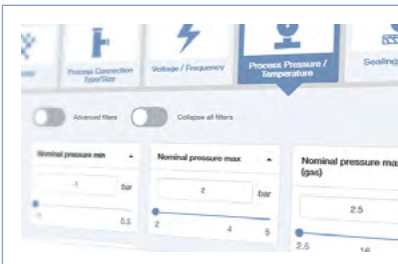 Process Connection
Type/Size
Voltage / Frequency
Process Pressure /
Temperature
Sealing
Advanced filters
Collapse all filters
Nominal pressure min
-1
bar
-1
0.5
Nominal pressure max
2
bar
2
4
5
Nominal pressure max
(gas)
2.5
2.5
16